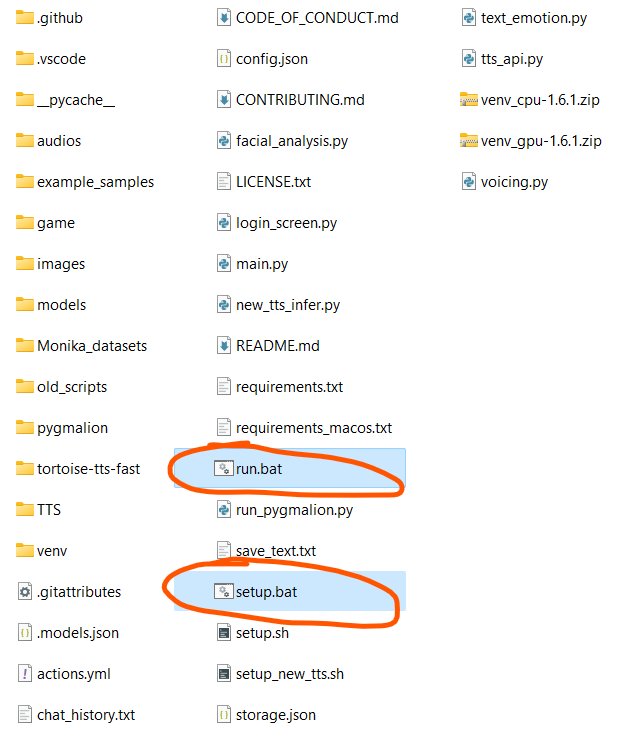 .github
.vscode
__pycache__
audios
example_samples
game
images
models
Monika_datasets
old_scripts
pygmalion
tortoise-tts-fast
TTS
venv
.gitattributes
.models.json
actions.yml
chat_history.txt
CODE_OF_CONDUCT.md
config.json
CONTRIBUTING.md
facial_analysis.py
LICENSE.txt
login_screen.py
main.py
new_tts_infer.py
README.md
requirements.txt
requirements_macos.txt
run.bat
run_pygmalion.py
save_text.txt
setup.bat
setup.sh
setup_new_tts.sh
storage.json
text_emotion.py
tts_api.py
venv_cpu-1.6.1.zip
venv_gpu-1.6.1.zip
voicing.py